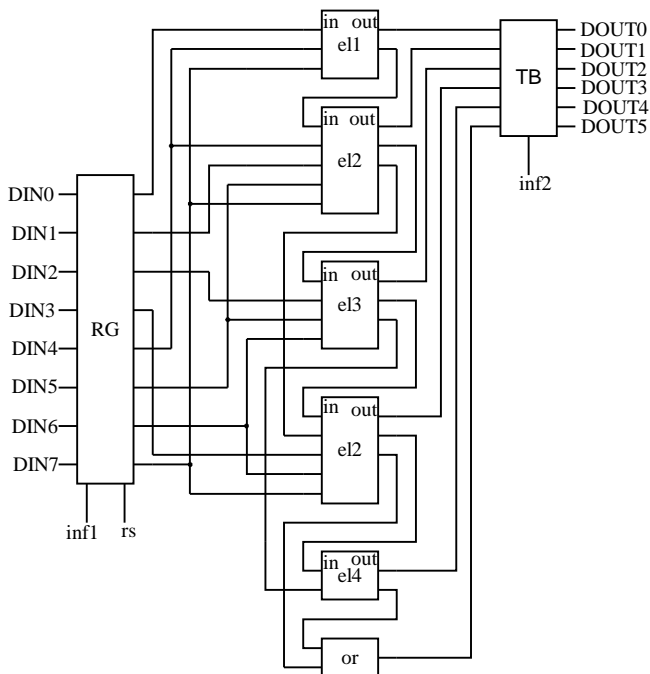 in out
el1
DOUT0
DOUT1
DOUT2
DOUT3
DOUT4
DOUT5
TB
inf2
in out
el2
DIN0
DIN1
DIN2
DIN3
DIN4
DIN5
DIN6
DIN7
RG
inf1 rs
in out
el3
in out
el2
in out
el4
or